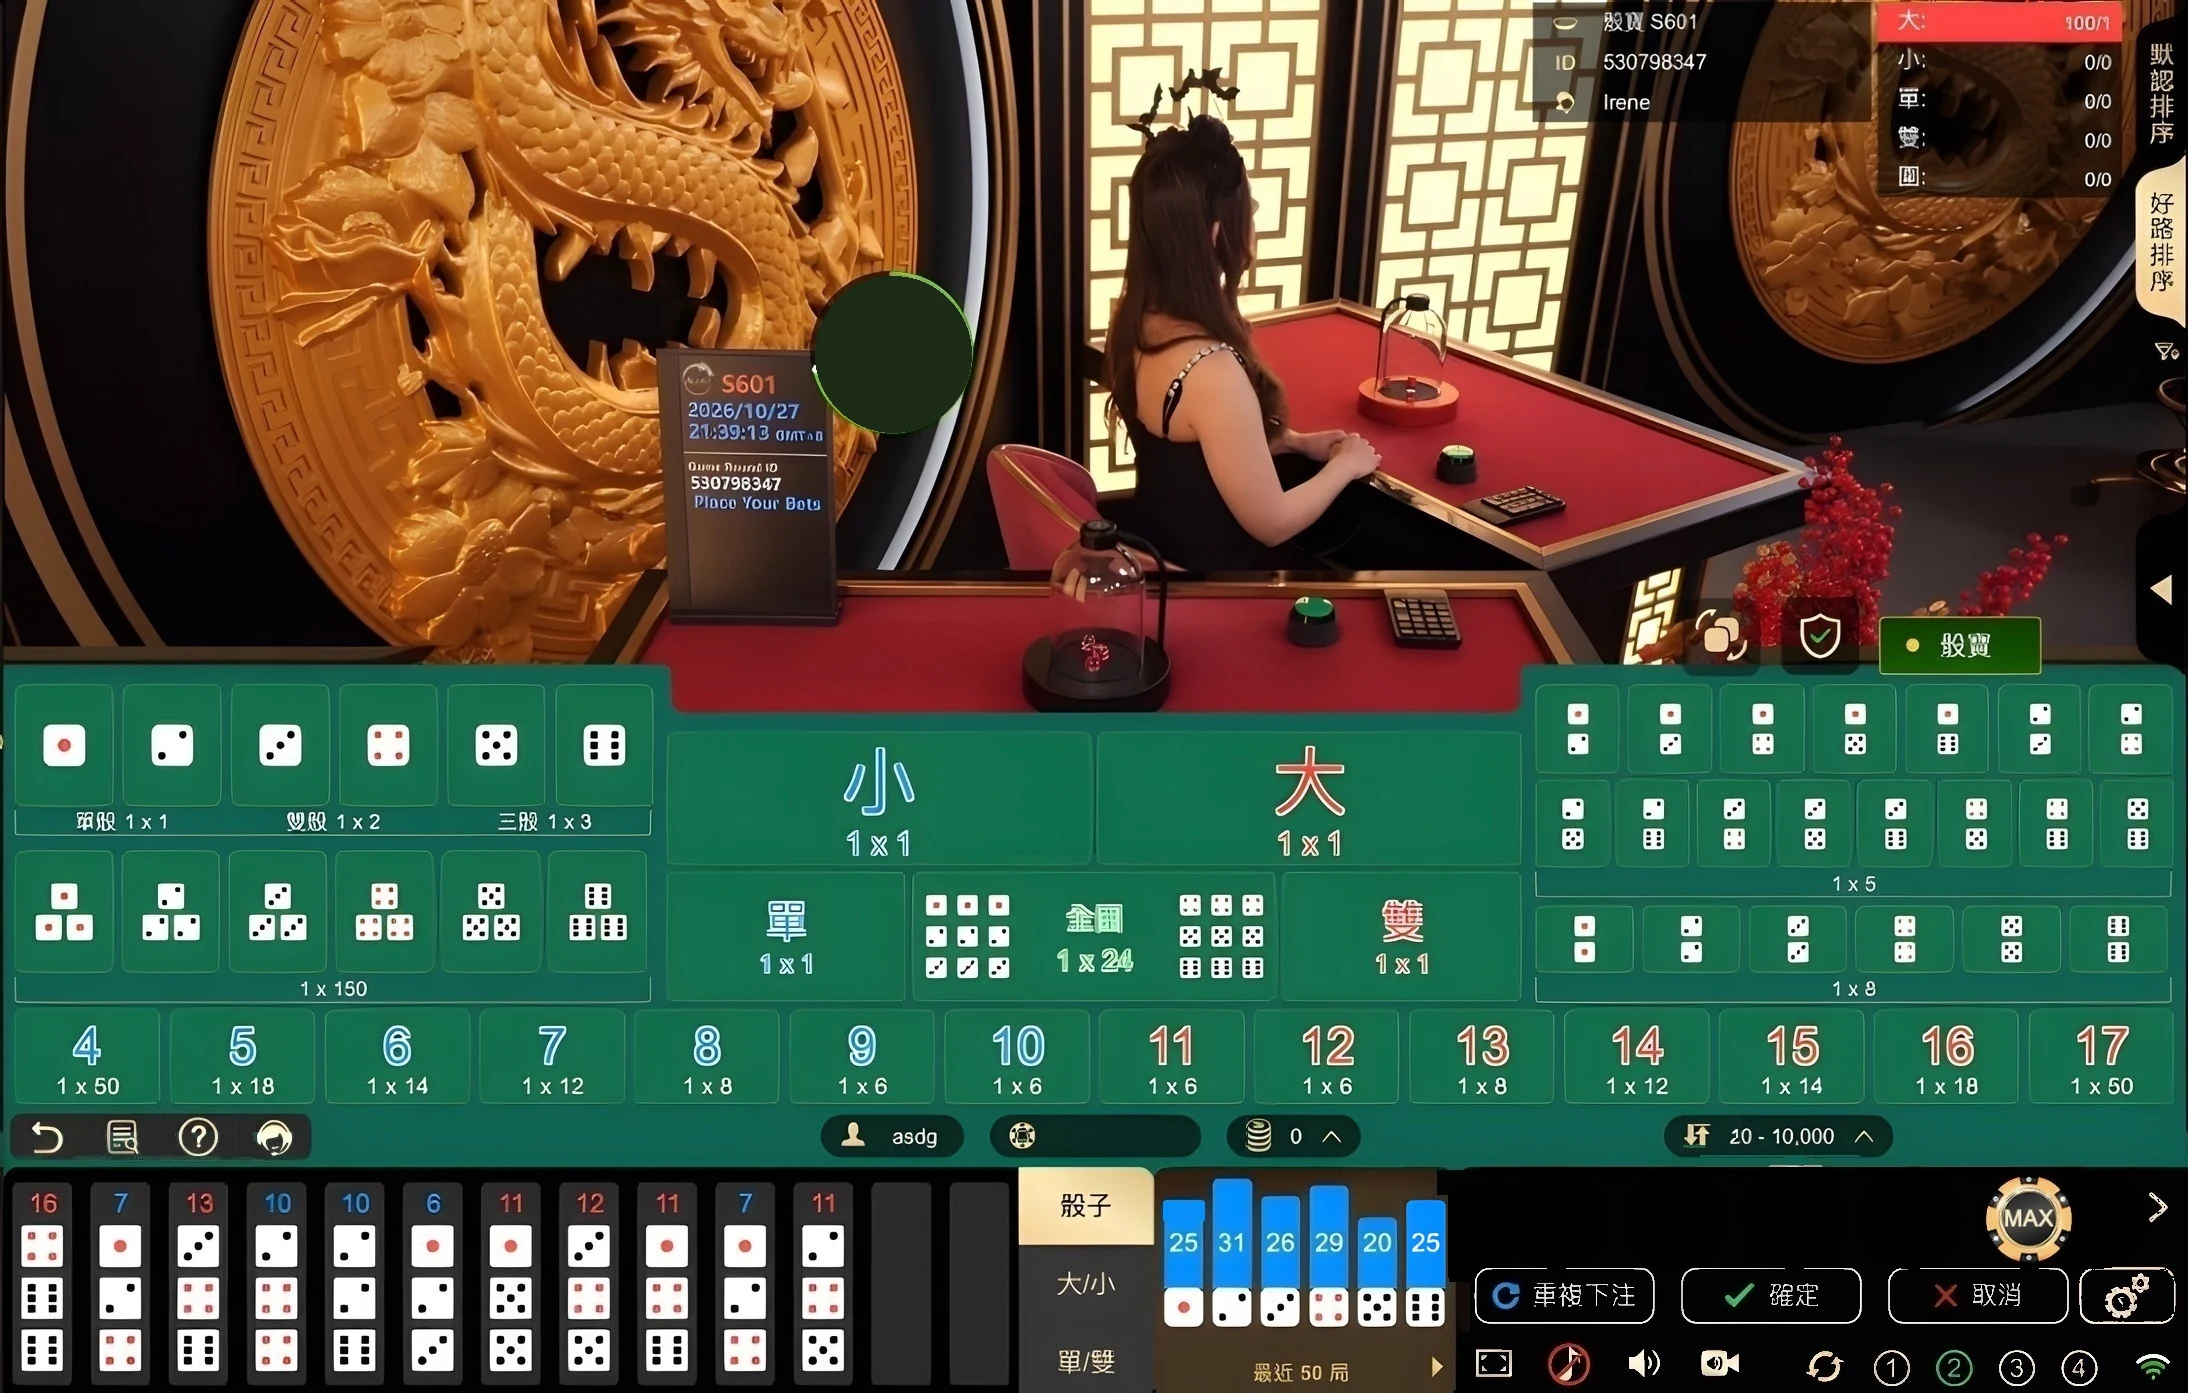 骰寶 S601
ID 530798347
Irene
大: 100/1
小: 0/0
單: 0/0
雙: 0/0
圍: 0/0
默認排序
好路排序
S601
2026/10/27
21:39:13
Game Round ID
530798347
Place Your Bets
骰寶
單骰 1 x 1
雙骰 1 x 2
三骰 1 x 3
1 x 150
小
1 x 1
大
1 x 1
單
1 x 1
全圍
1 x 24
雙
1 x 1
1 x 5
1 x 8
4 5 6 7 8 9 10 11 12 13 14 15 16 17
1 x 50 1 x 18 1 x 14 1 x 12 1 x 8 1 x 6 1 x 6 1 x 6 1 x 6 1 x 8 1 x 12 1 x 14 1 x 18 1 x 50
asdg
0
20 - 10,000
16 7 13 10 10 6 11 12 11 7 11
骰子
大/小
單/雙
25 31 26 29 20 25
最近 50 局
MAX
重複下注
確定
取消
1 2 3 4